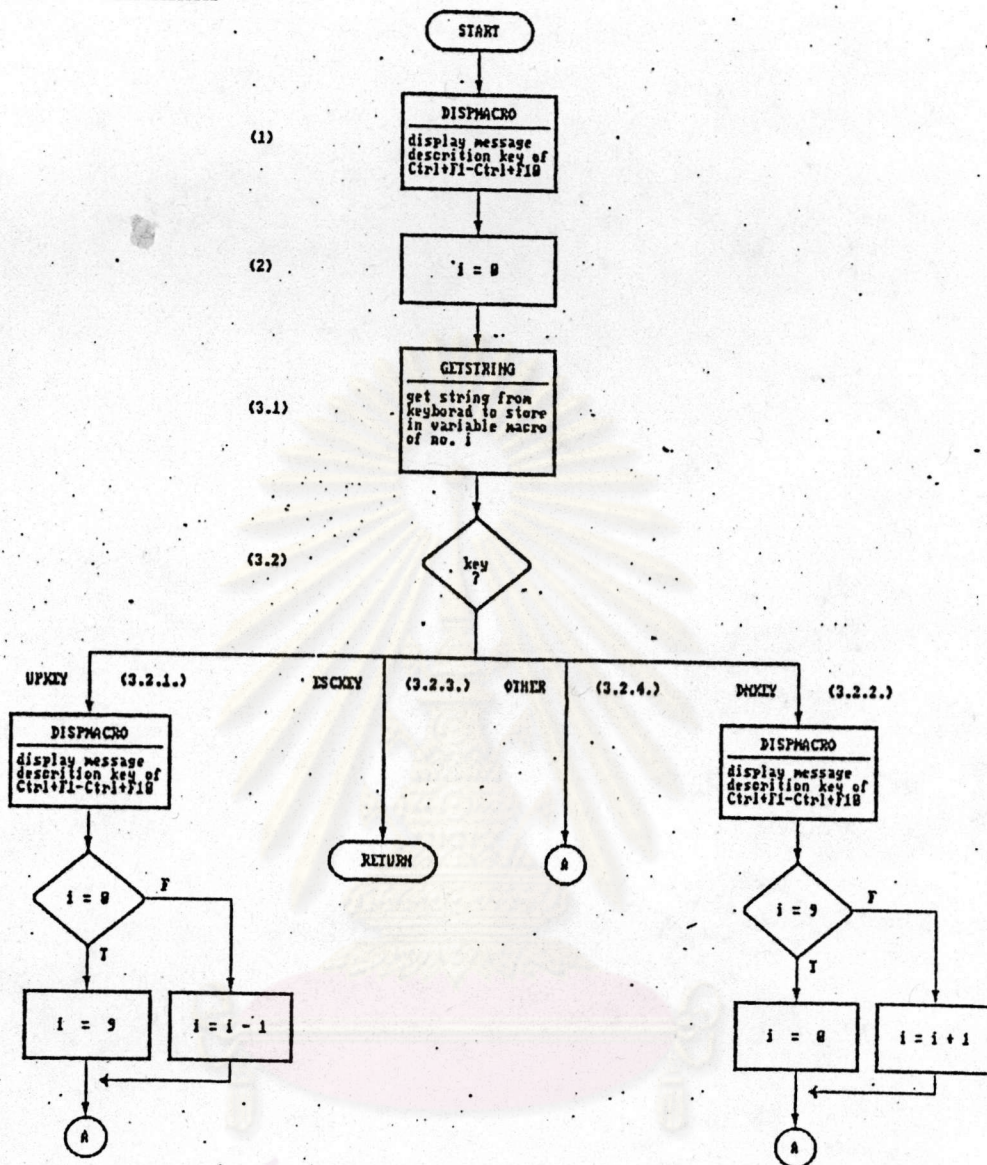 START
DISPMACRO
(1)
display message
descrition key of
Ctrl+F1-Ctrl+F10
(2)
i = 0
GETSTRING
(3.1)
get string from
keyborad to store
in variable macro
of no. i
(3.2)
key
?
UPKEY
(3.2.1.)
ESCKEY
(3.2.3.)
OTHER
(3.2.4.)
DNKEY
(3.2.2.)
DISPMACRO
display message
descrition key of
Ctrl+F1-Ctrl+F10
DISPMACRO
display message
descrition key of
Ctrl+F1-Ctrl+F10
RETURN
A
i = 0
F
T
i = 9
F
T
i = 9
i = i - 1
i = 0
i = i + 1
A
A